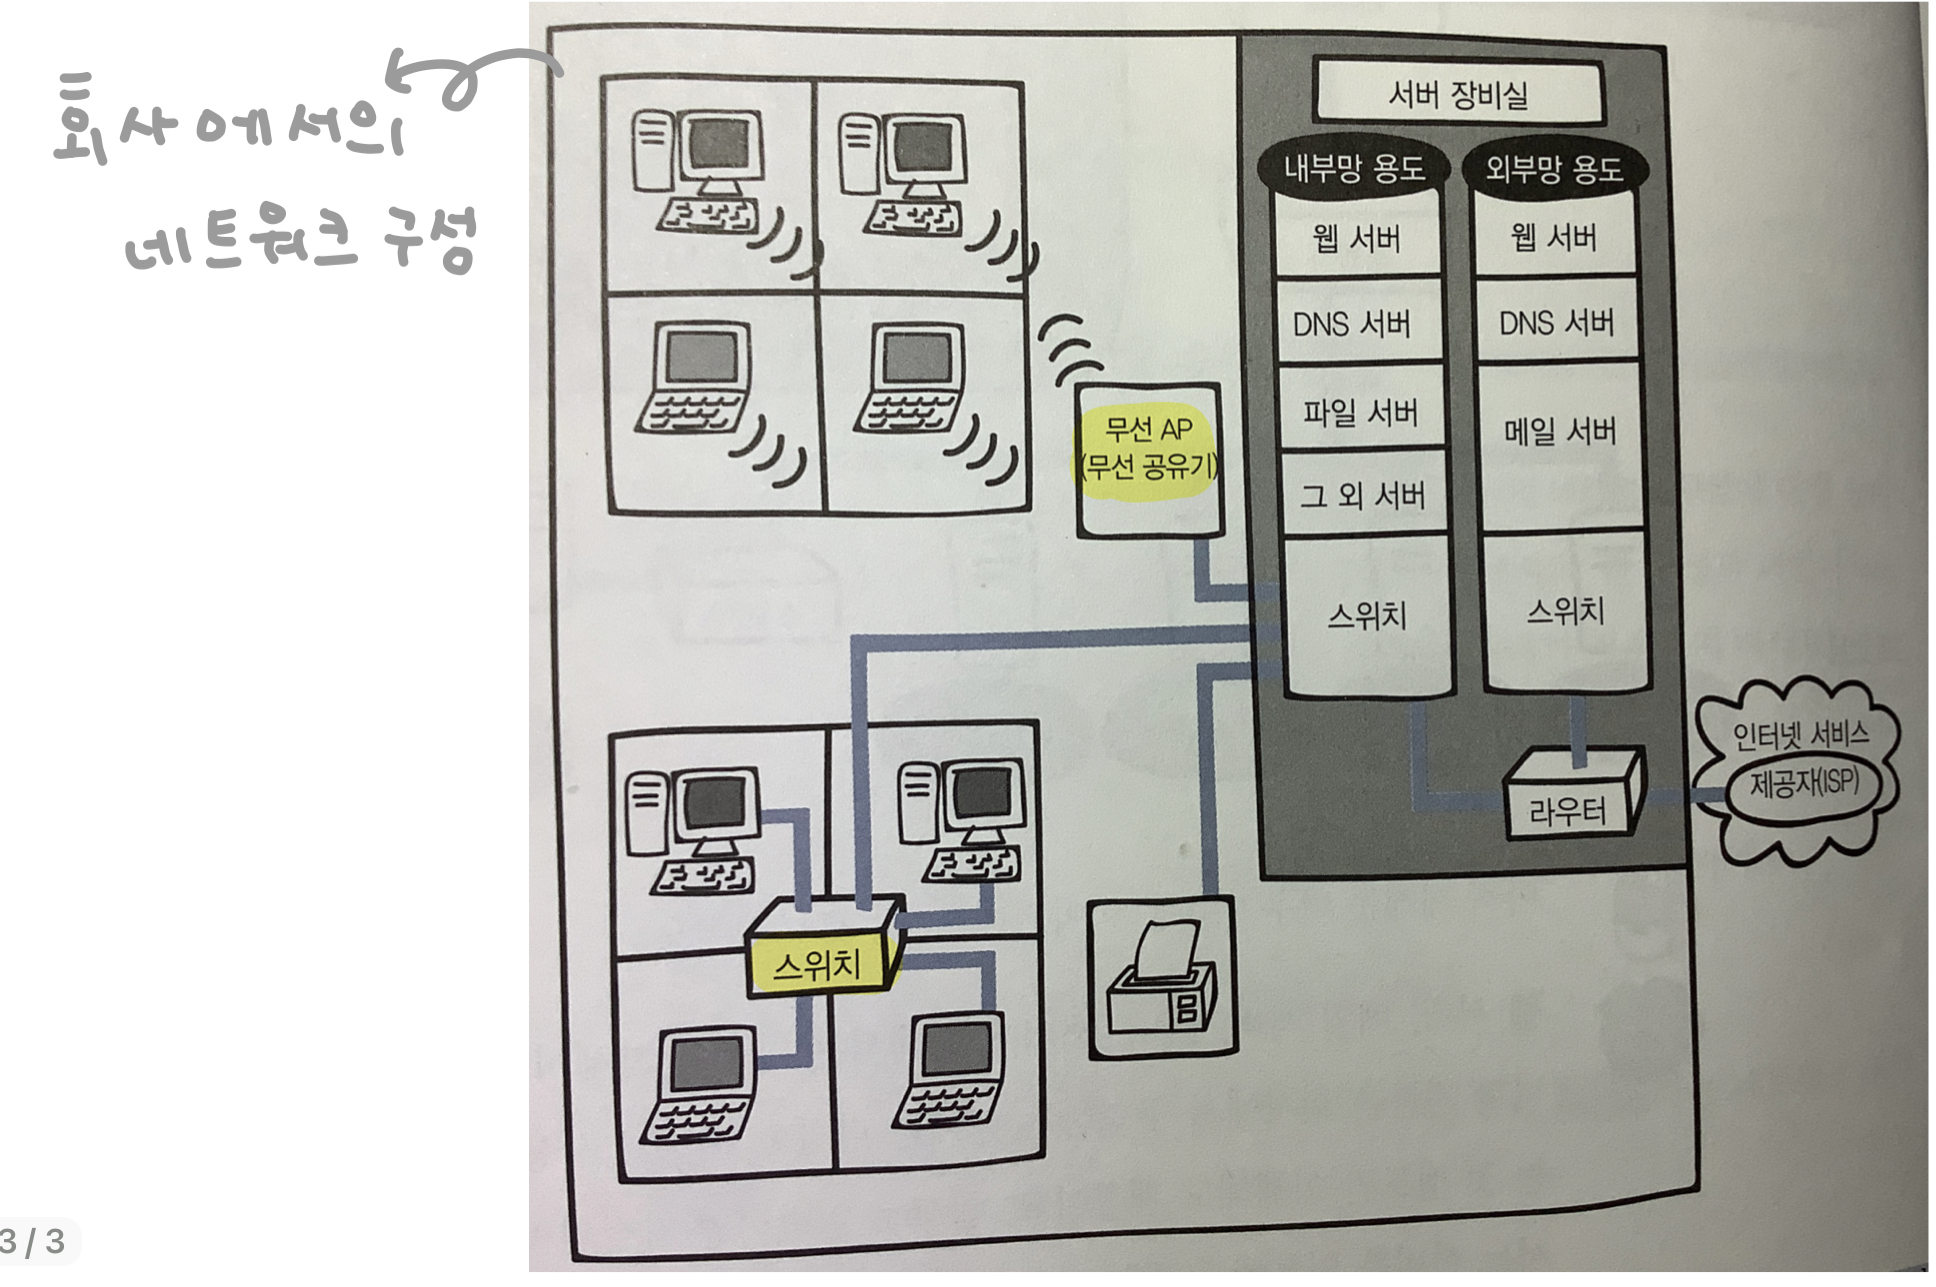 회사에서의
네트워크 구성
서버 장비실
내부망 용도
웹 서버
DNS 서버
파일 서버
그 외 서버
스위치
외부망 용도
웹 서버
DNS 서버
메일 서버
스위치
무선 AP
(무선 공유기)
라우터
인터넷 서비스
제공자(ISP)
스위치
3 / 3